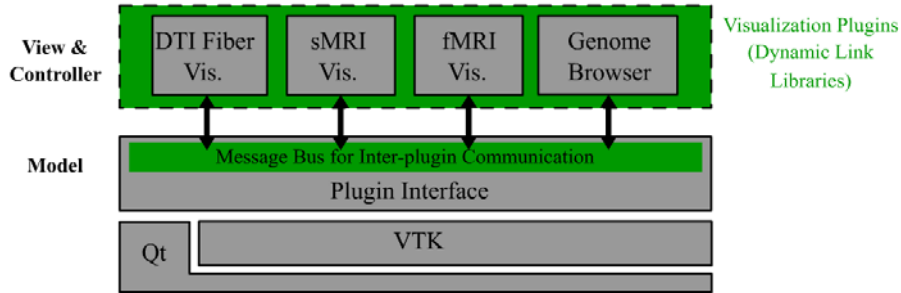 View &
Controller
DTI Fiber
Vis.
sMRI
Vis.
fMRI
Vis.
Genome
Browser
Visualization Plugins
(Dynamic Link
Libraries)
Model
Message Bus for Inter-plugin Communication
Plugin Interface
Qt
VTK